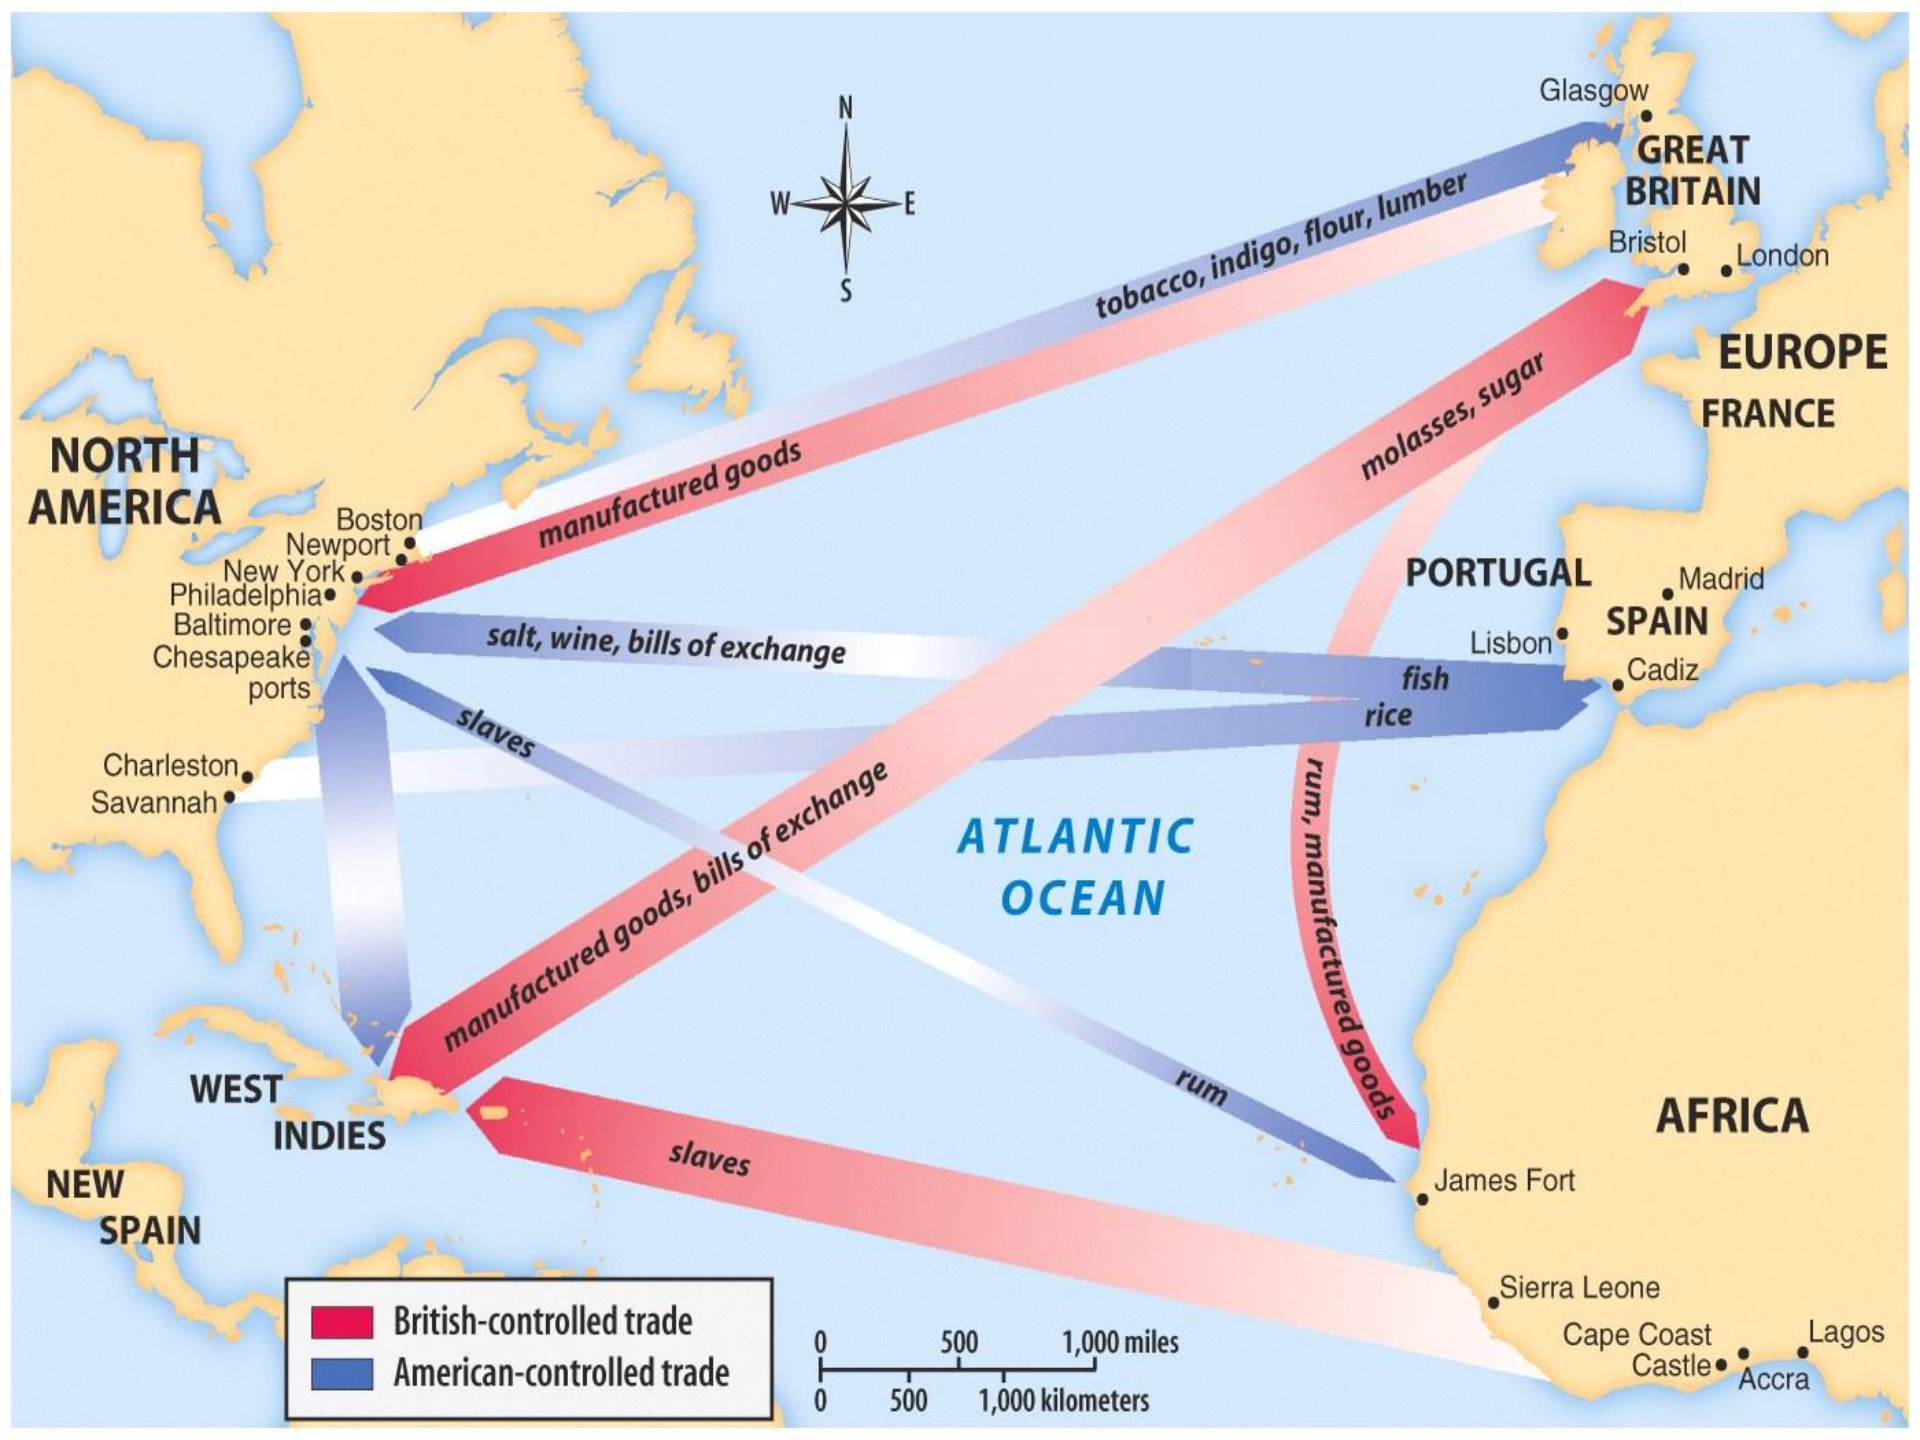 Glasgow
GREAT
BRITAIN
Bristol
London
EUROPE
FRANCE
N
W
E
S
tobacco, indigo, flour, lumber
manufactured goods
molasses, sugar
NORTH
AMERICA
Boston
Newport
New York
Philadelphia
Baltimore
Chesapeake
ports
Charleston
Savannah
salt, wine, bills of exchange
fish
rice
PORTUGAL
Madrid
SPAIN
Lisbon
Cadiz
slaves
manufactured goods, bills of exchange
ATLANTIC
OCEAN
rum, manufactured goods
rum
WEST
INDIES
slaves
AFRICA
NEW
SPAIN
James Fort
Sierra Leone
Cape Coast
Castle
Accra
Lagos
British-controlled trade
American-controlled trade
0 500 1,000 miles
0 500 1,000 kilometers